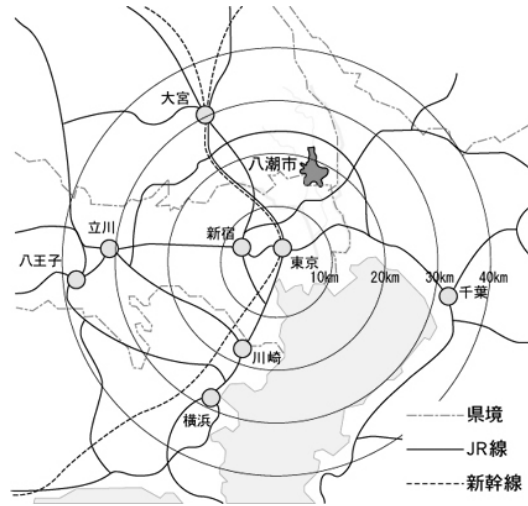 大宮
八潮市
立川
新宿
八王子
東京
10km
20km
30km
40km
千葉
川崎
横浜
県境
JR線
新幹線